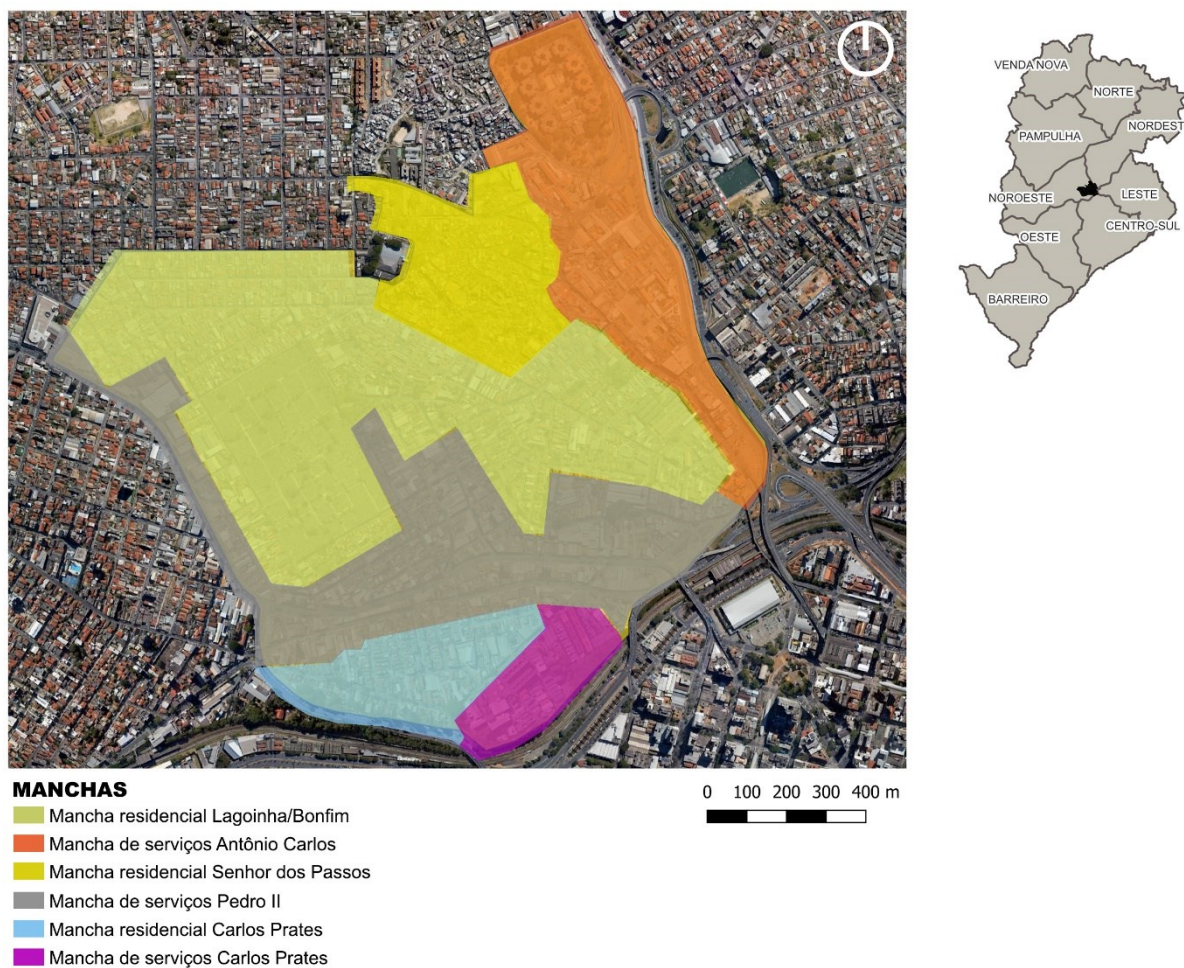 VENDA NOVA
NORTE
NORDEST
PAMPULHA
NOROESTE
LESTE
CENTRO-SUL
OESTE
BARREIRO
MANCHAS
Mancha residencial Lagoinha/Bonfim
Mancha de serviços Antônio Carlos
Mancha residencial Senhor dos Passos
Mancha de serviços Pedro II
Mancha residencial Carlos Prates
Mancha de serviços Carlos Prates
0 100 200 300 400 m